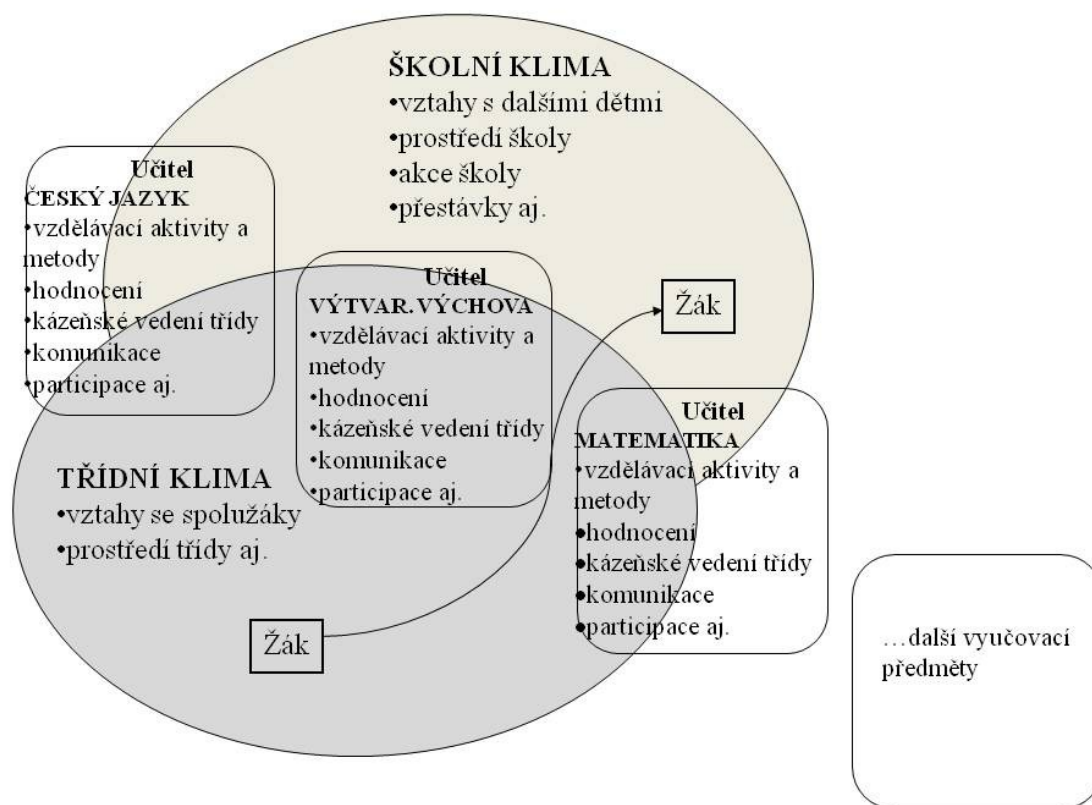 ŠKOLNÍ KLIMA
•vztahy s dalšími dětmi
•prostředí školy
•akce školy
•přestávky aj.
Učitel
ČESKÝ JAZYK
•vzdělávací aktivity a
metody
•hodnocení
•kázeňské vedení třídy
•komunikace
•participace aj.
Učitel
VÝTVAR. VÝCHOVA
•vzdělávací aktivity a
metody
•hodnocení
•kázeňské vedení třídy
•komunikace
•participace aj.
Žák
Učitel
MATEMATIKA
•vzdělávací aktivity a
metody
•hodnocení
•kázeňské vedení třídy
•komunikace
•participace aj.
TŘÍDNÍ KLIMA
•vztahy se spolužáky
•prostředí třídy aj.
Žák
…další vyučovací
předměty